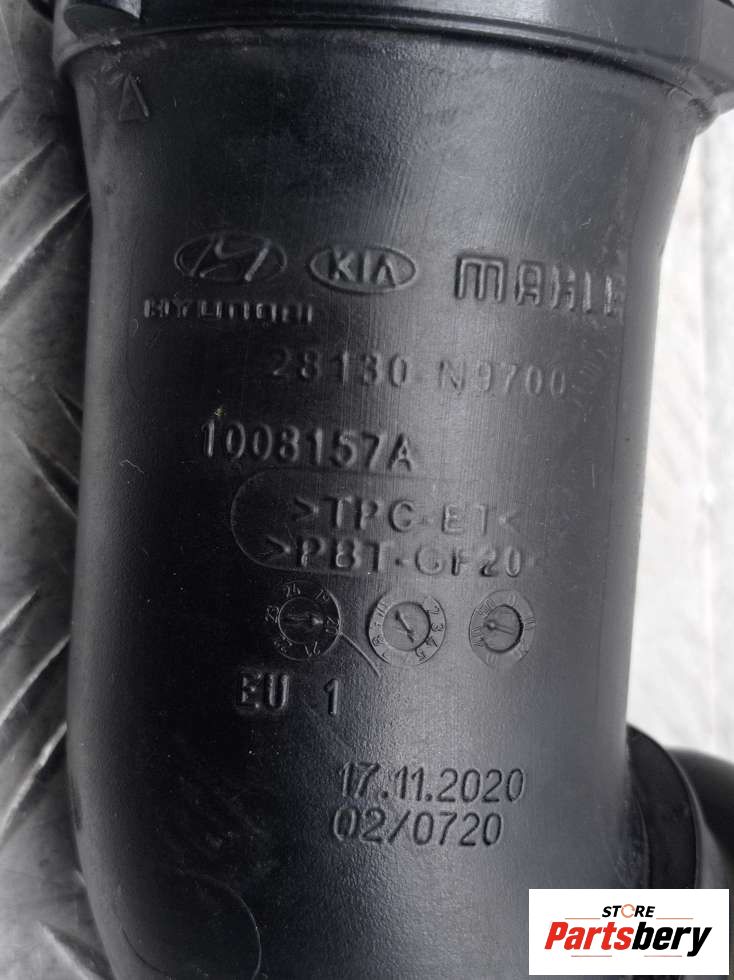 KIA MAHLE
HYUNDAI
28130-N9700
1008157A
>TPC-ET<
>PBT-GF20
EU 1
17.11.2020
02/0720
STORE
Partsbery